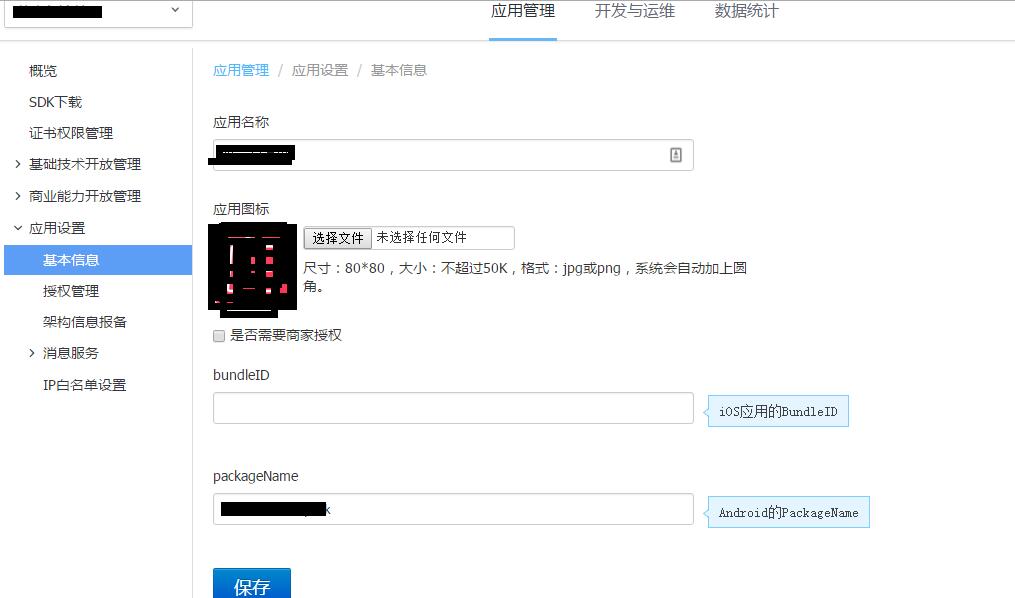 应用管理 开发与运维 数据统计
概览
SDK下载
证书权限管理
基础技术开放管理
商业能力开放管理
应用设置
基本信息
授权管理
架构信息报备
消息服务
IP白名单设置
应用管理 / 应用设置 / 基本信息
应用名称
应用图标
选择文件 未选择任何文件
尺寸：80*80，大小：不超过50K，格式：jpg或png，系统会自动加上圆
角。
是否需要商家授权
bundleID
iOS应用的BundleID
packageName
Android的PackageName
保存